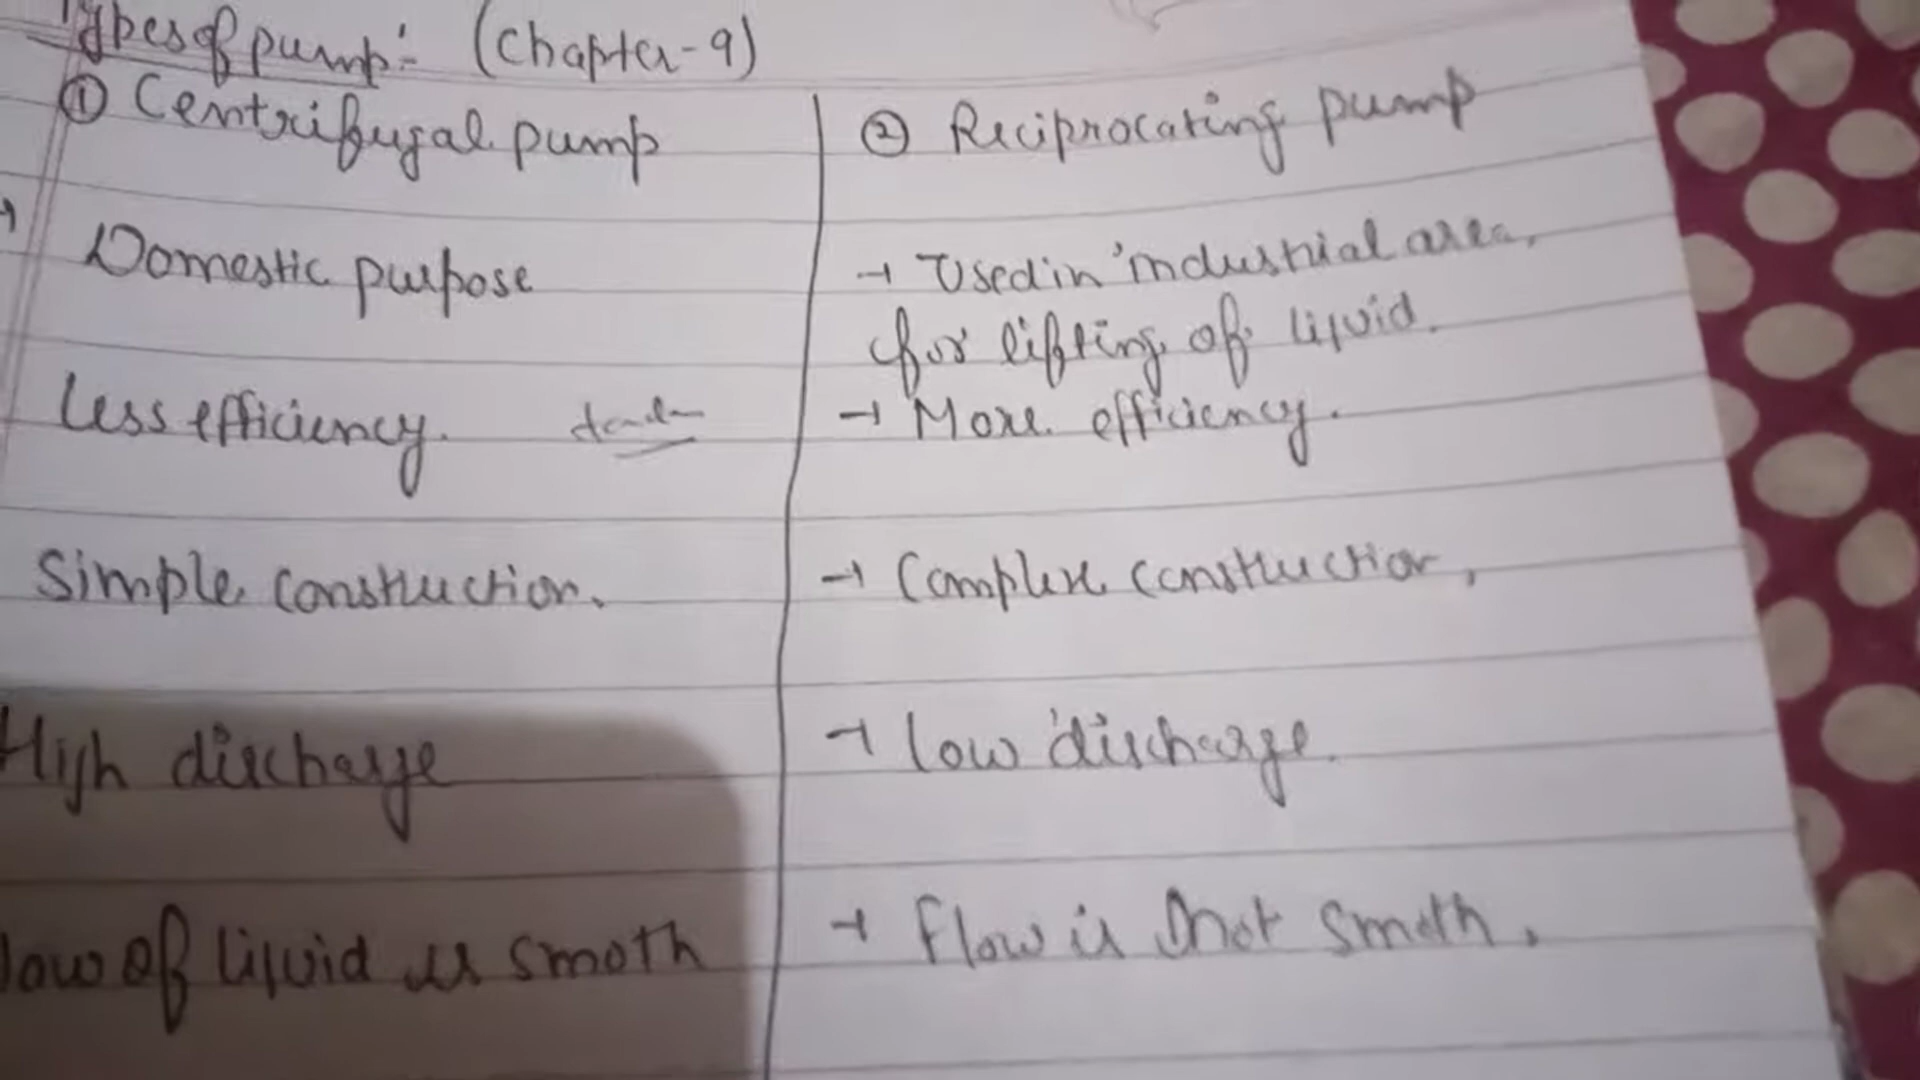 Types of pump:- (Chapter-9)
① Centrifugal pump
Domestic purpose
Less efficiency.
Simple Construction.
High discharge
low of liquid is smoth
② Reciprocating pump
→ Used in industrial area,
for lifting of liquid.
→ More efficiency.
→ Complex Construction,
→ Low discharge.
→ Flow is not smoth.